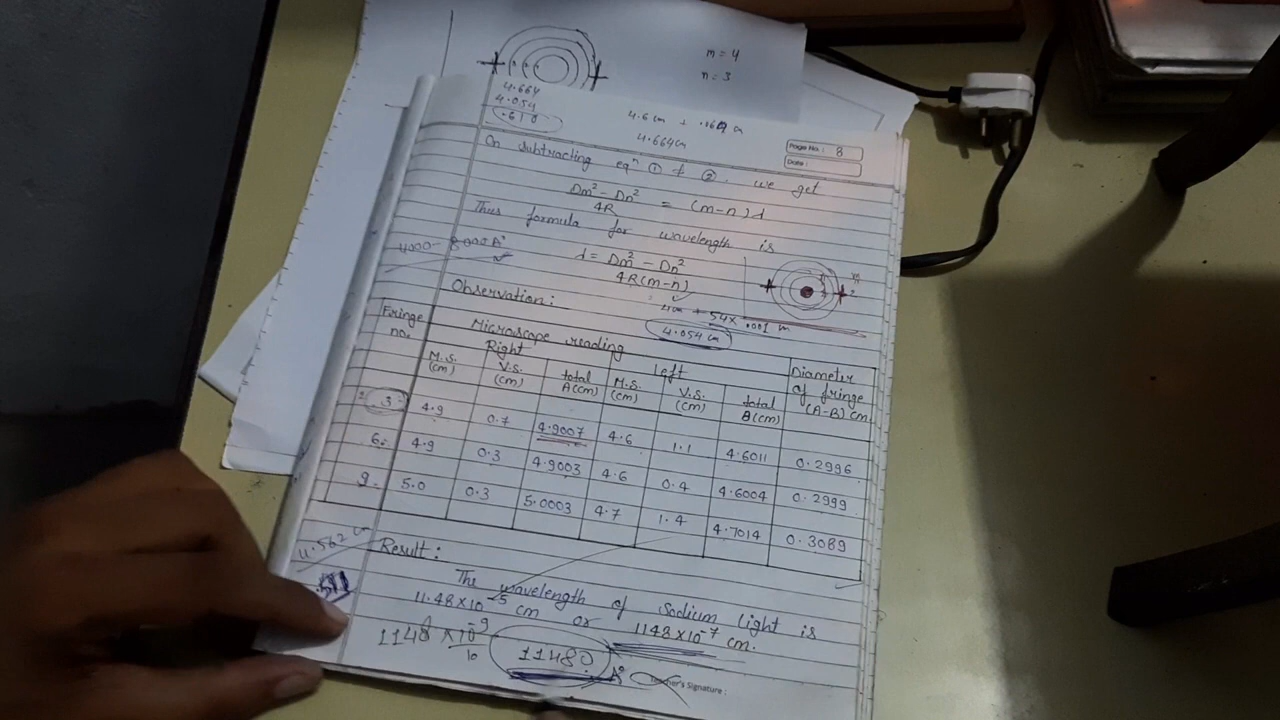 m = 4
n = 3
4.664
4.054
.610
4.6 cm +
4.664cm
Page No.: 8
Date:
On subtracting eqⁿ ① & ②. we get
Dm² - Dn²
4R
= (m-n)λ
Thus formula for wavelength is
4000- 8000A°
λ = Dm² - Dn²
4R(m-n)
4cm + 54 x .001 cm
4.054 cm
Observation:
Fringe no. Microscope reading Diameter of fringe (A-B) cm
Right Left
M.S. (cm) V.S. (cm) total A(cm) M.S. (cm) V.S. (cm) total B(cm)
3. 4.9 0.7 4.9007 4.6 1.1 4.6011 0.2996
6. 4.9 0.3 4.9003 4.6 0.4 4.6004 0.2999
9. 5.0 0.3 5.0003 4.7 1.4 4.7014 0.3089
4.562 cm
Result:
The wavelength of Sodium light is
11.48 x 10⁻⁵ cm or 1148 x 10⁻⁷ cm.
11480 A°
Teacher's Signature: